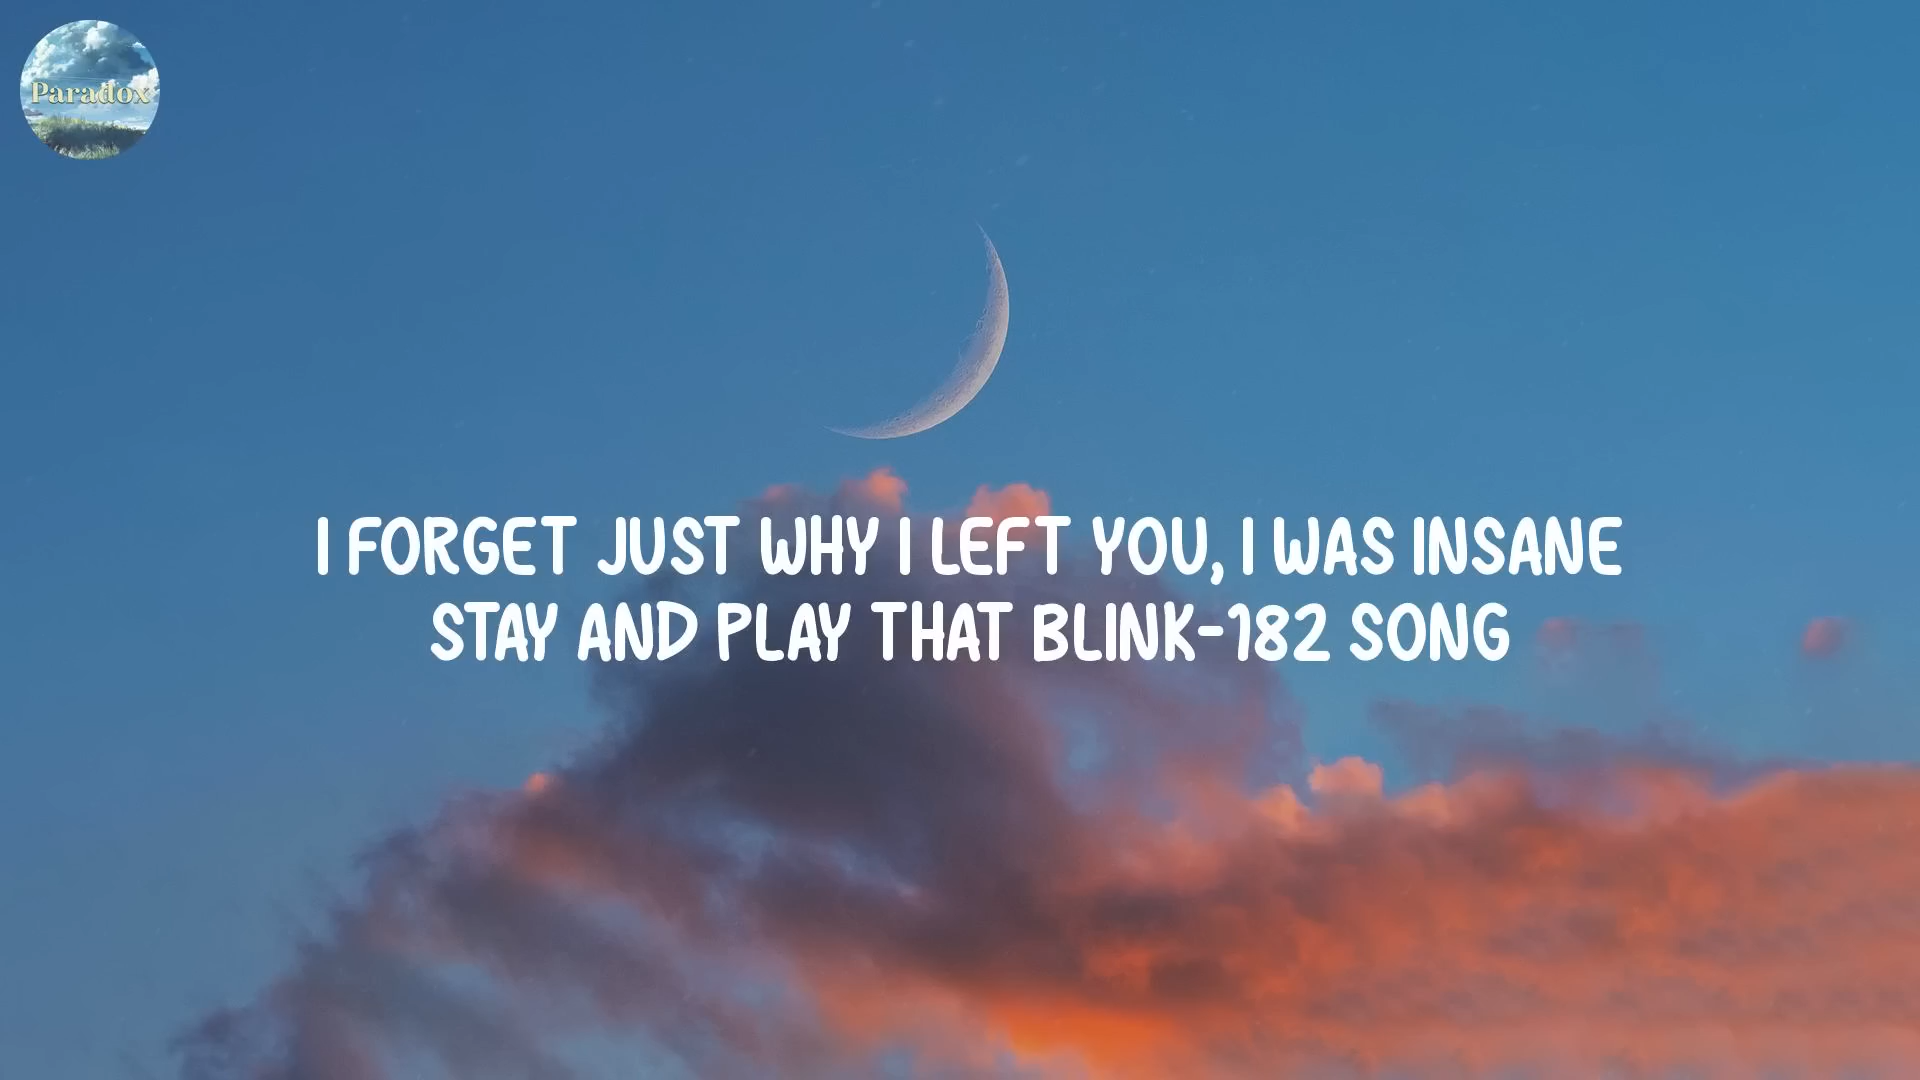 Paradox
I FORGET JUST WHY I LEFT YOU, I WAS INSANE
STAY AND PLAY THAT BLINK-182 SONG